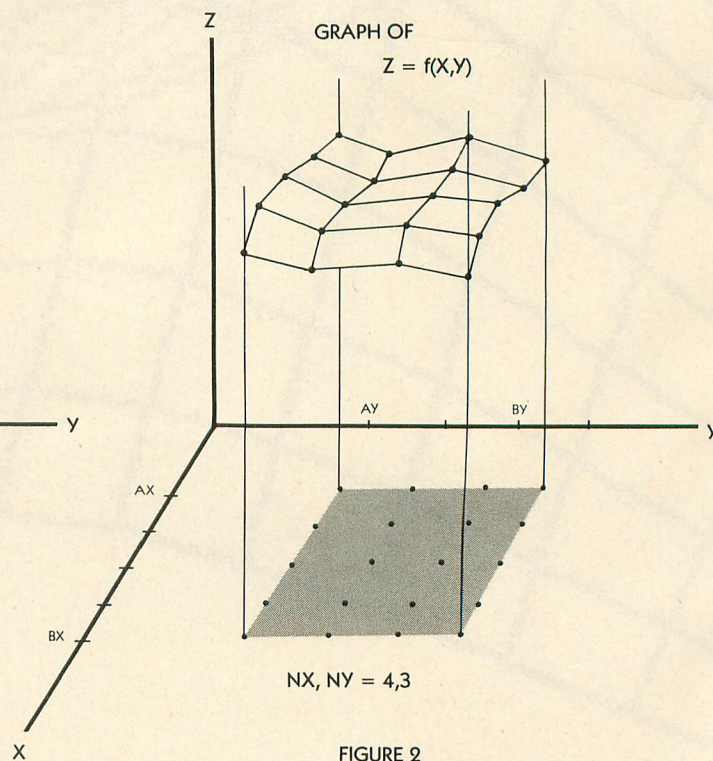 Z
GRAPH OF
Z = f(X,Y)
AY
BY
Y
Y
AX
BX
NX, NY = 4,3
X
FIGURE 2